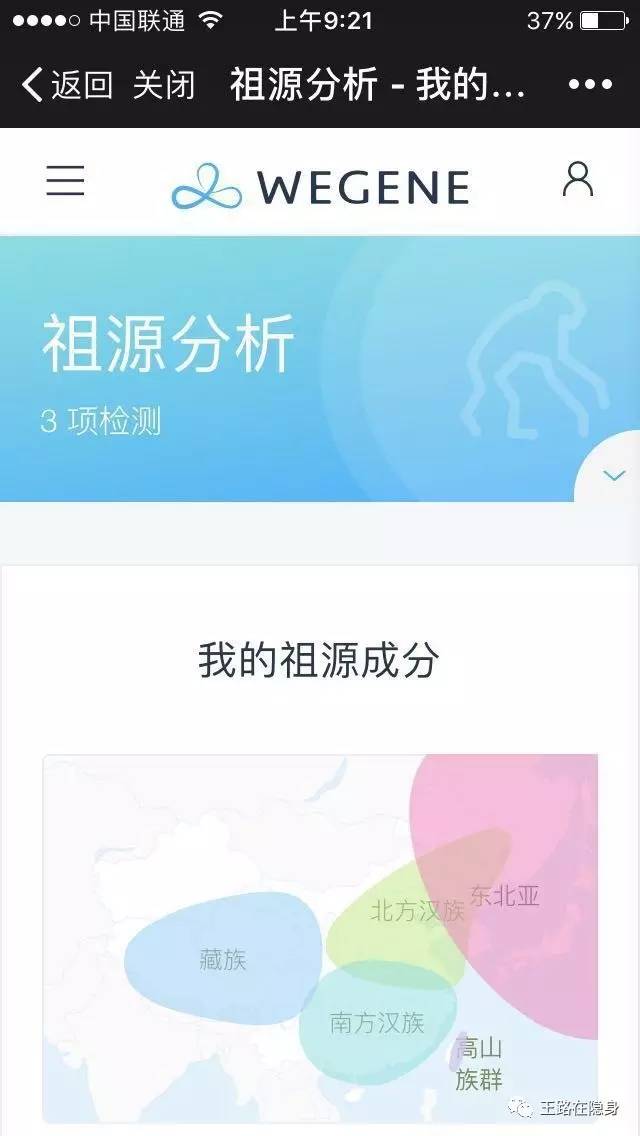 中国联通 上午9:21 37%
返回 关闭 祖源分析 - 我的...
WEGENE
祖源分析
3 项检测
我的祖源成分
东北亚
北方汉族
藏族
南方汉族
高山
族群
王路在隐身